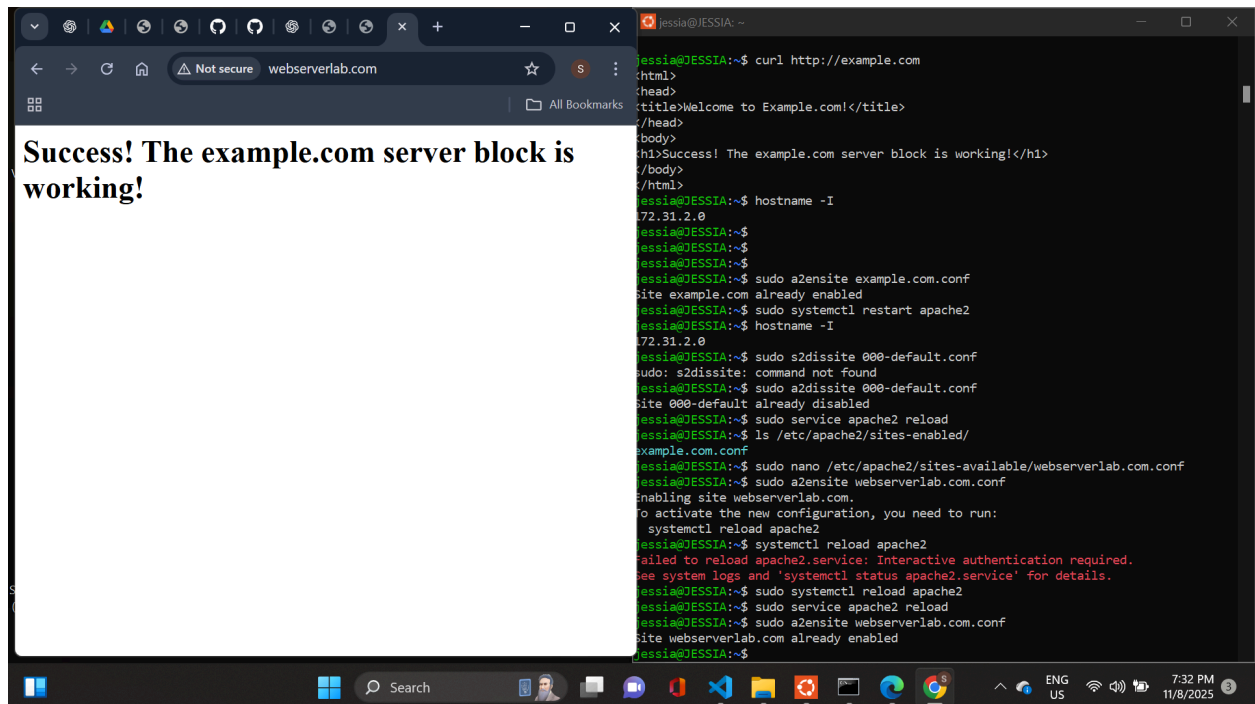 Not secure
webserverlab.com
S
All Bookmarks
Success! The example.com server block is
working!
jessia@JESSIA: ~
jessia@JESSIA:~$ curl http://example.com
<html>
<head>
<title>Welcome to Example.com!</title>
</head>
<body>
<h1>Success! The example.com server block is working!</h1>
</body>
</html>
jessia@JESSIA:~$ hostname -I
172.31.2.0
jessia@JESSIA:~$
jessia@JESSIA:~$
jessia@JESSIA:~$
jessia@JESSIA:~$ sudo a2ensite example.com.conf
Site example.com already enabled
jessia@JESSIA:~$ sudo systemctl restart apache2
jessia@JESSIA:~$ hostname -I
172.31.2.0
jessia@JESSIA:~$ sudo s2dissite 000-default.conf
sudo: s2dissite: command not found
jessia@JESSIA:~$ sudo a2dissite 000-default.conf
Site 000-default already disabled
jessia@JESSIA:~$ sudo service apache2 reload
jessia@JESSIA:~$ ls /etc/apache2/sites-enabled/
example.com.conf
jessia@JESSIA:~$ sudo nano /etc/apache2/sites-available/webserverlab.com.conf
jessia@JESSIA:~$ sudo a2ensite webserverlab.com.conf
Enabling site webserverlab.com.
To activate the new configuration, you need to run:
systemctl reload apache2
jessia@JESSIA:~$ systemctl reload apache2
Failed to reload apache2.service: Interactive authentication required.
See system logs and 'systemctl status apache2.service' for details.
jessia@JESSIA:~$ sudo systemctl reload apache2
jessia@JESSIA:~$ sudo service apache2 reload
jessia@JESSIA:~$ sudo a2ensite webserverlab.com.conf
Site webserverlab.com already enabled
jessia@JESSIA:~$
Search
ENG
US
7:32 PM
11/8/2025
3